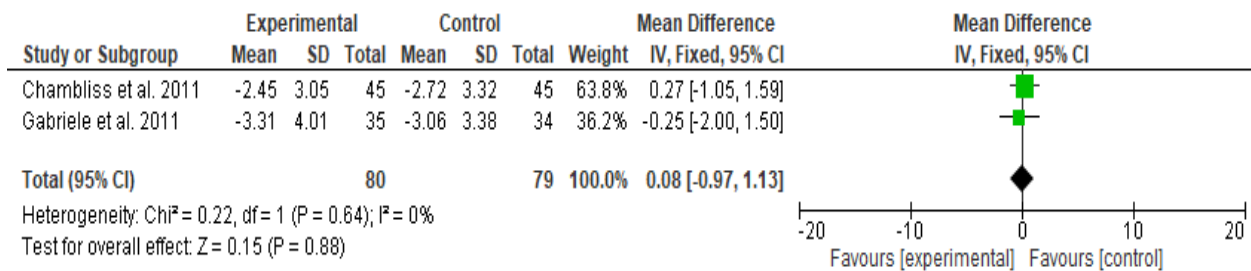 Experimental Control Mean Difference Mean Difference
Study or Subgroup Mean SD Total Mean SD Total Weight IV, Fixed, 95% CI IV, Fixed, 95% CI
Chambliss et al. 2011 -2.45 3.05 45 -2.72 3.32 45 63.8% 0.27 [-1.05, 1.59]
Gabriele et al. 2011 -3.31 4.01 35 -3.06 3.38 34 36.2% -0.25 [-2.00, 1.50]
Total (95% CI) 80 79 100.0% 0.08 [-0.97, 1.13]
Heterogeneity: Chi² = 0.22, df = 1 (P = 0.64); I² = 0%
Test for overall effect: Z = 0.15 (P = 0.88)
-20 -10 0 10 20
Favours [experimental] Favours [control]